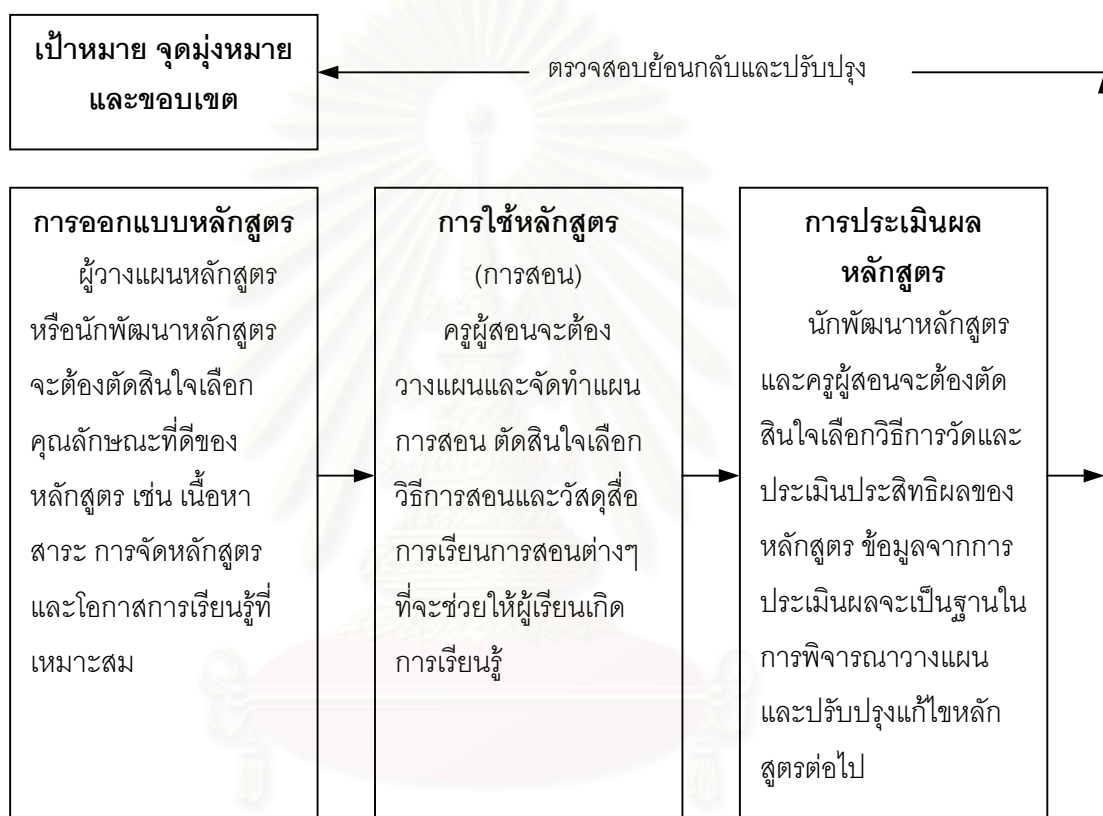 เป้าหมาย จุดมุ่งหมาย
และขอบเขต
ตรวจสอบย้อนกลับและปรับปรุง
การออกแบบหลักสูตร
ผู้วางแผนหลักสูตร
หรือนักพัฒนาหลักสูตร
จะต้องตัดสินใจเลือก
คุณลักษณะที่ดีของ
หลักสูตร เช่น เนื้อหา
สาระ การจัดหลักสูตร
และโอกาสการเรียนรู้ที่
เหมาะสม
การใช้หลักสูตร
(การสอน)
ครูผู้สอนจะต้อง
วางแผนและจัดทำแผน
การสอน ตัดสินใจเลือก
วิธีการสอนและวัสดุสื่อ
การเรียนการสอนต่างๆ
ที่จะช่วยให้ผู้เรียนเกิด
การเรียนรู้
การประเมินผล
หลักสูตร
นักพัฒนาหลักสูตร
และครูผู้สอนจะต้องตัด
สินใจเลือกวิธีการวัดและ
ประเมินประสิทธิผลของ
หลักสูตร ข้อมูลจากการ
ประเมินผลจะเป็นฐานใน
การพิจารณาวางแผน
และปรับปรุงแก้ไขหลัก
สูตรต่อไป